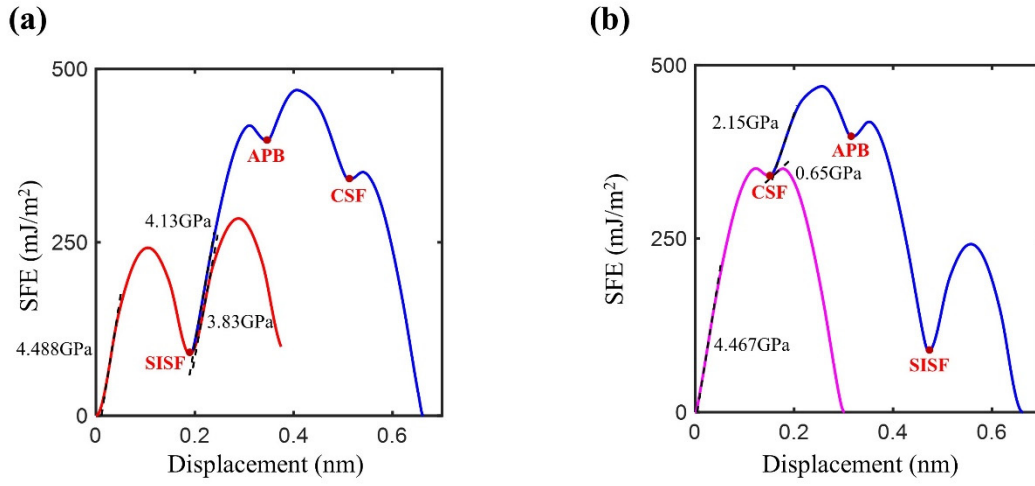 (a)
500
250
0
0
0.2
0.4
0.6
SFE (mJ/m²)
Displacement (nm)
APB
CSF
SISF
4.13GPa
3.83GPa
4.488GPa
(b)
500
250
0
0
0.2
0.4
0.6
SFE (mJ/m²)
Displacement (nm)
2.15GPa
APB
0.65GPa
CSF
4.467GPa
SISF